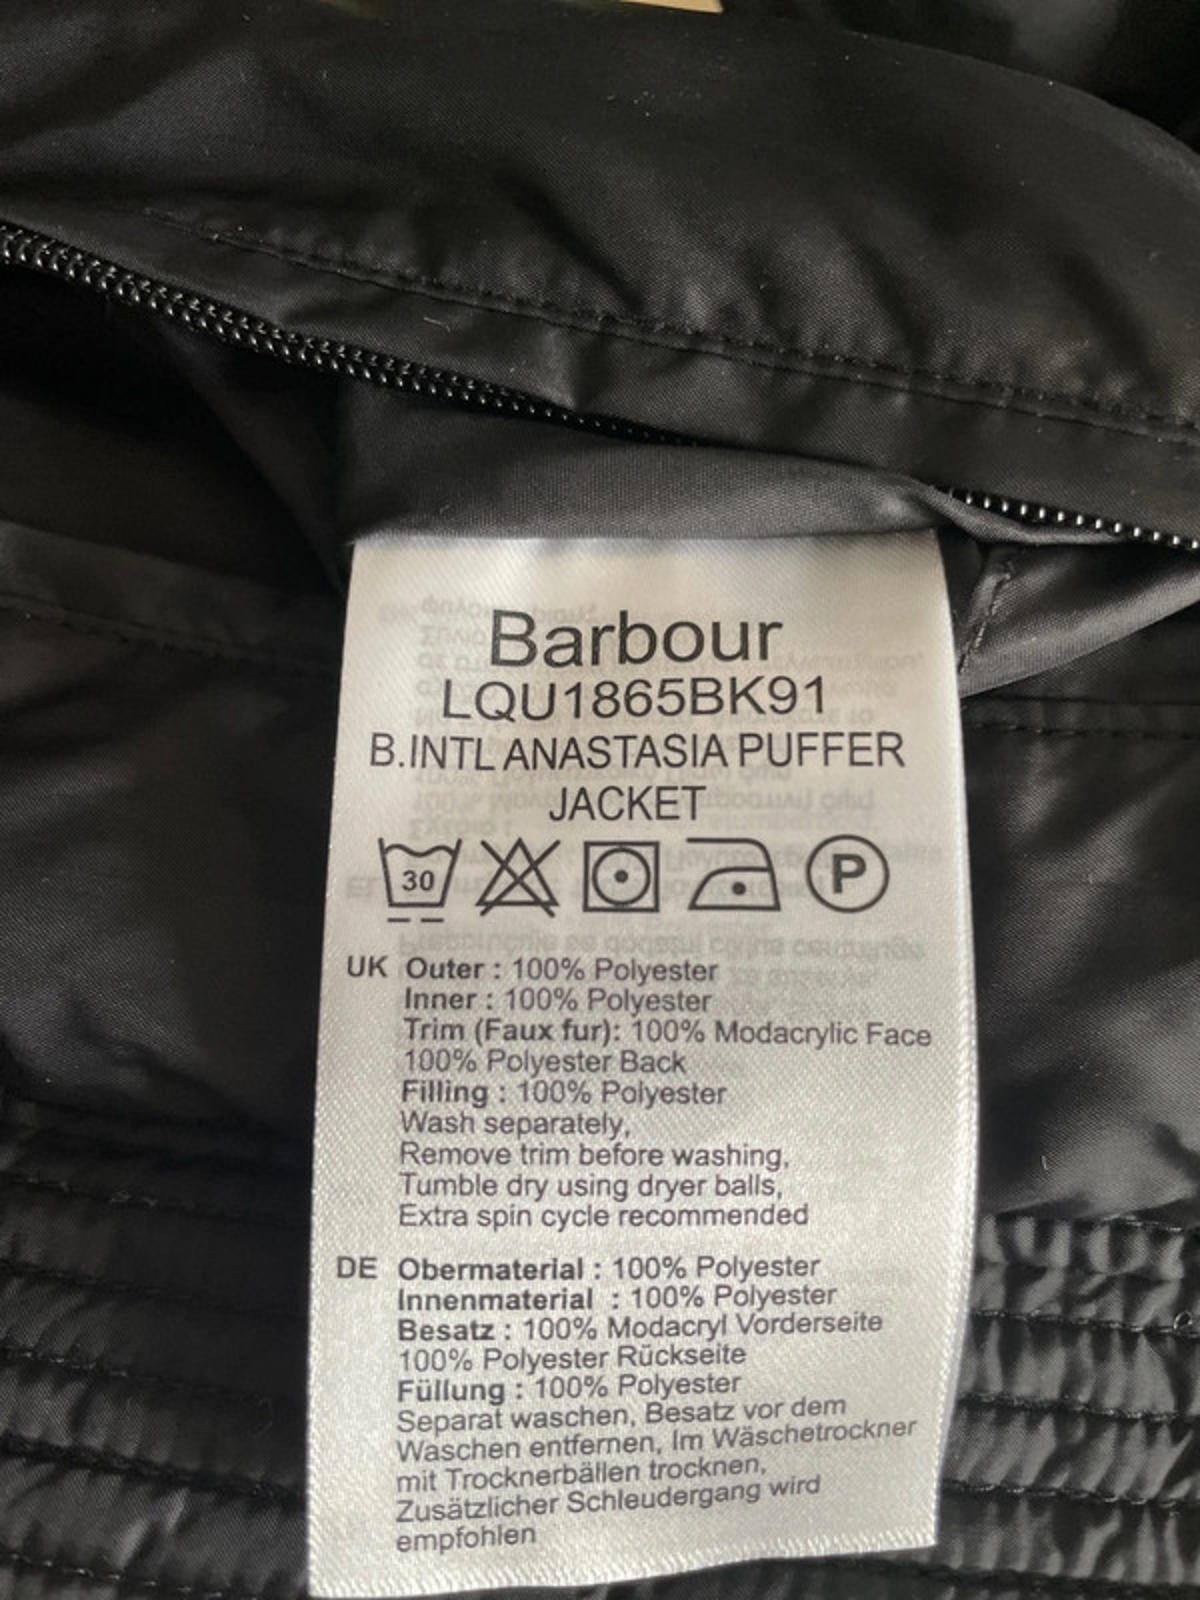 Barbour
LQU1865BK91
B.INTL ANASTASIA PUFFER
JACKET
30
P
UK Outer : 100% Polyester
Inner : 100% Polyester
Trim (Faux fur): 100% Modacrylic Face
100% Polyester Back
Filling : 100% Polyester
Wash separately,
Remove trim before washing,
Tumble dry using dryer balls,
Extra spin cycle recommended
DE Obermaterial : 100% Polyester
Innenmaterial : 100% Polyester
Besatz : 100% Modacryl Vorderseite
100% Polyester Rückseite
Füllung : 100% Polyester
Separat waschen, Besatz vor dem
Waschen entfernen, Im Wäschetrockner
mit Trocknerbällen trocknen,
Zusätzlicher Schleudergang wird
empfohlen